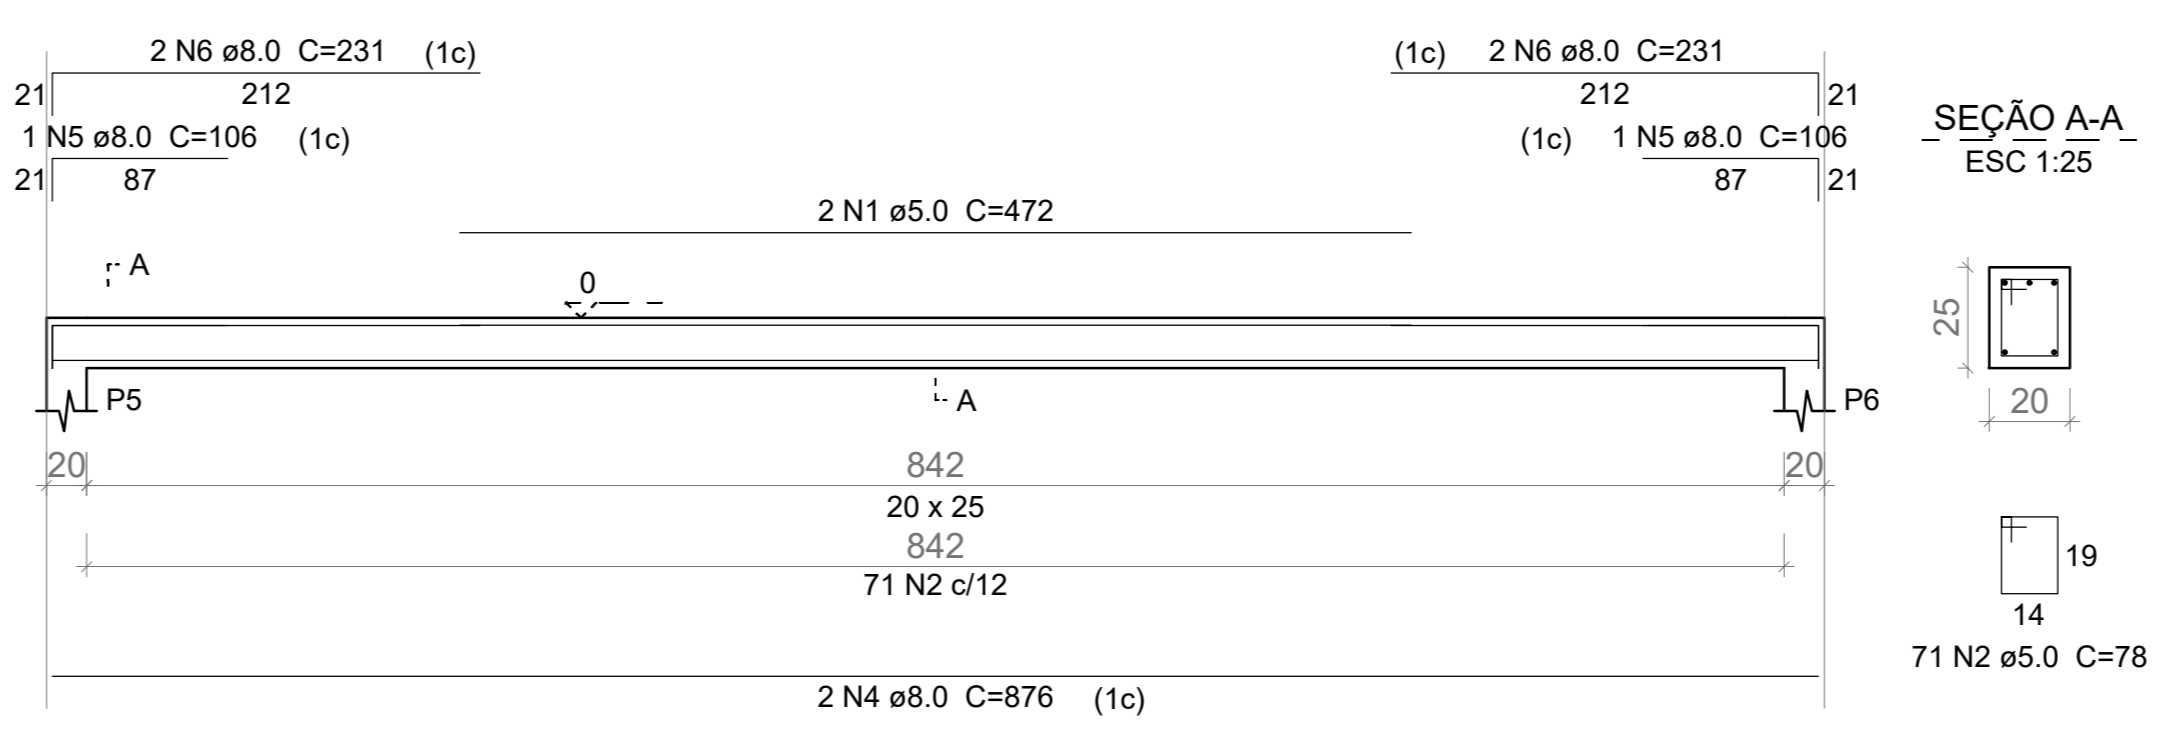 2 N6 ø8.0 C=231 (1c)
(1c) 2 N6 ø8.0 C=231
21
212
212
21
1 N5 ø8.0 C=106 (1c)
(1c) 1 N5 ø8.0 C=106
21
87
87
21
SEÇÃO A-A
ESC 1:25
2 N1 ø5.0 C=472
A
0
25
20
P5
A
P6
20
842
20
20 x 25
842
71 N2 c/12
19
14
71 N2 ø5.0 C=78
2 N4 ø8.0 C=876 (1c)